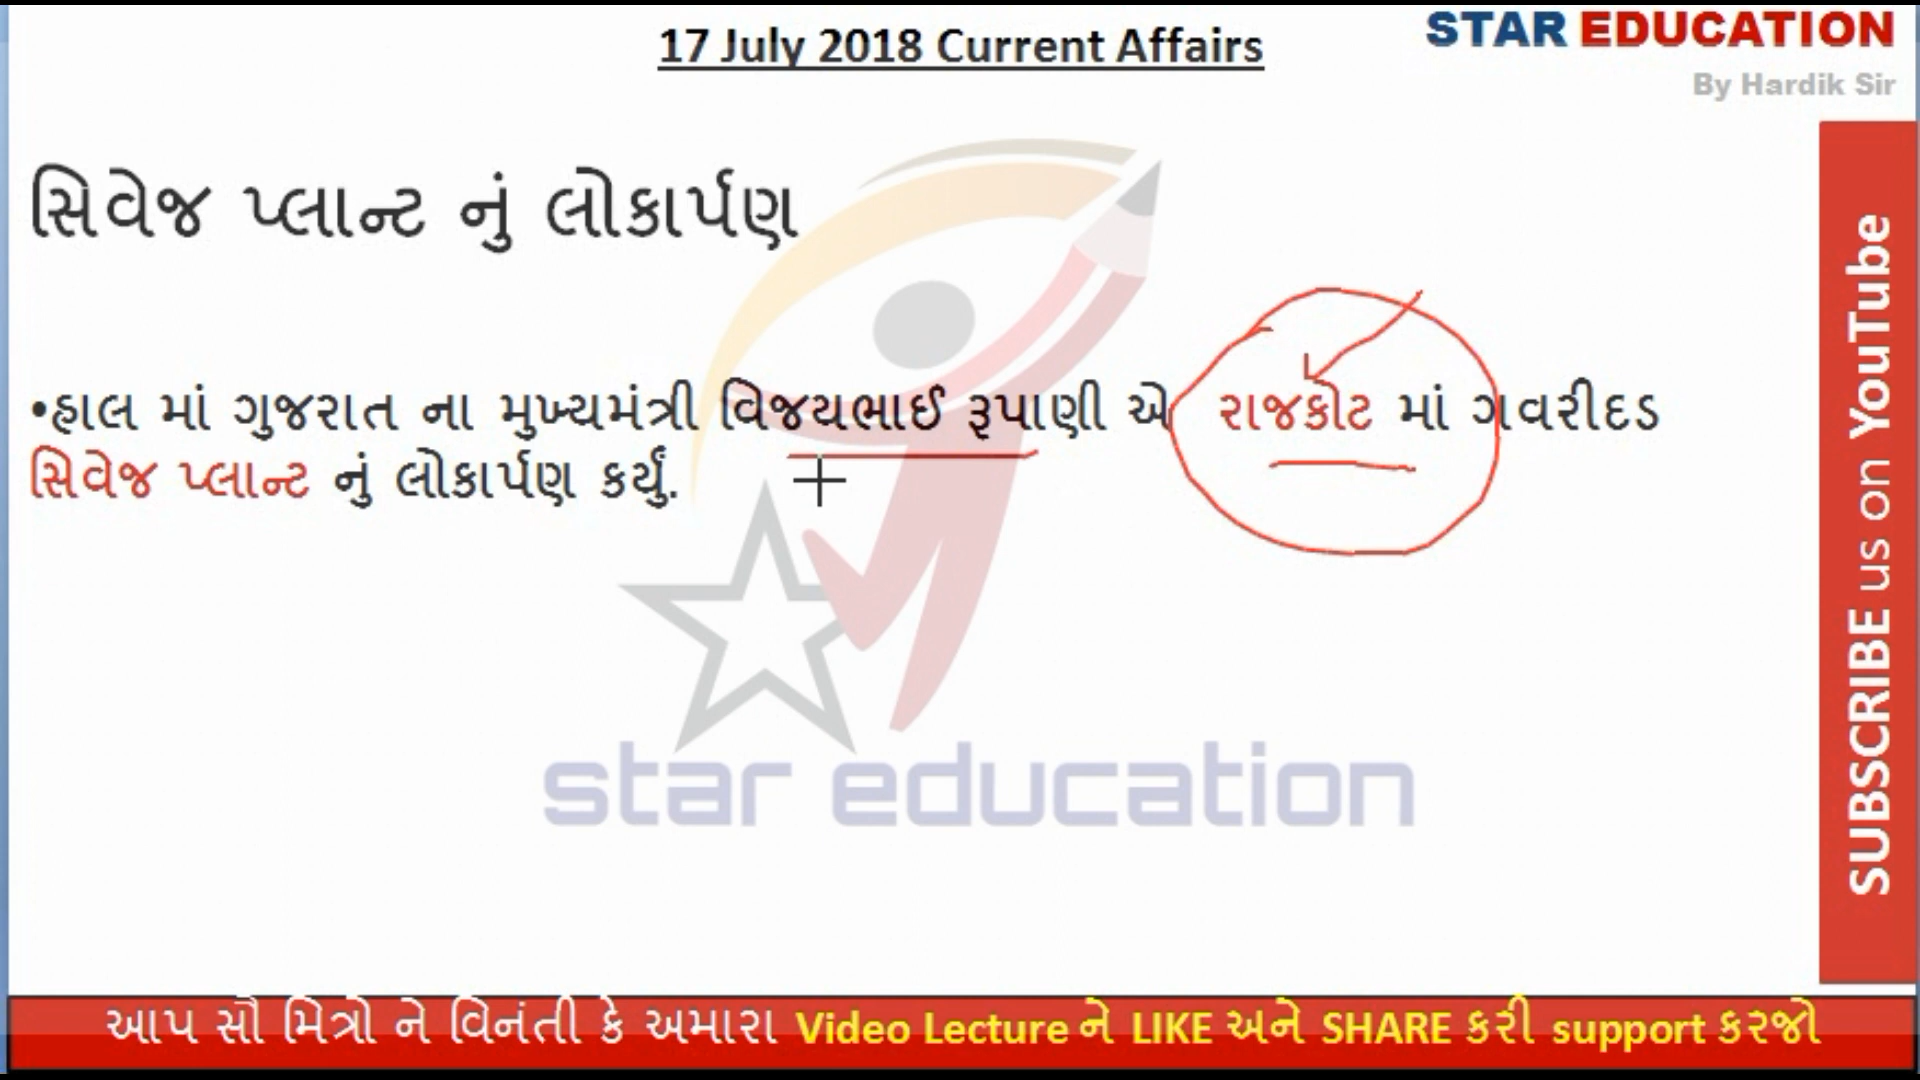 17 July 2018 Current Affairs
STAR EDUCATION
By Hardik Sir
સિવેજ પ્લાન્ટ નું લોકાર્પણ
•હાલ માં ગુજરાત ના મુખ્યમંત્રી વિજયભાઈ રૂપાણી એ રાજકોટ માં ગવરીદડ
સિવેજ પ્લાન્ટ નું લોકાર્પણ કર્યું.
star education
SUBSCRIBE us on YouTube
આપ સૌ મિત્રો ને વિનંતી કે અમારા Video Lecture ને LIKE અને SHARE કરી support કરજો